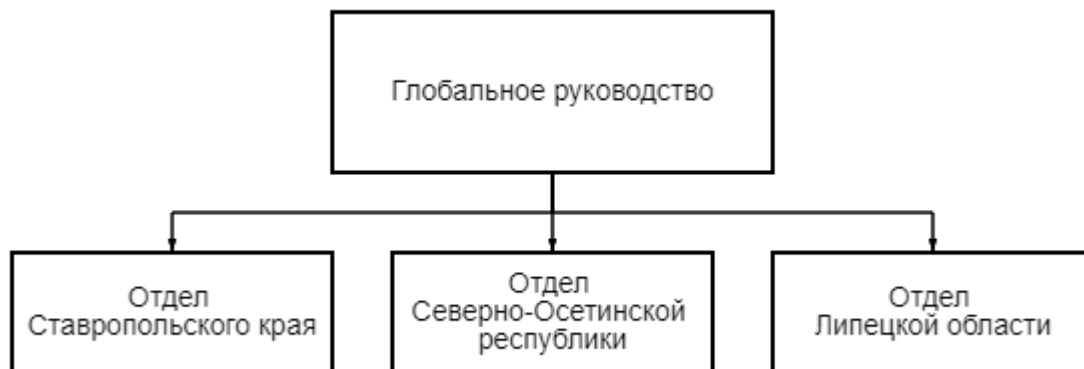 Глобальное руководство
Отдел
Ставропольского края
Отдел
Северно-Осетинской
республики
Отдел
Липецкой области